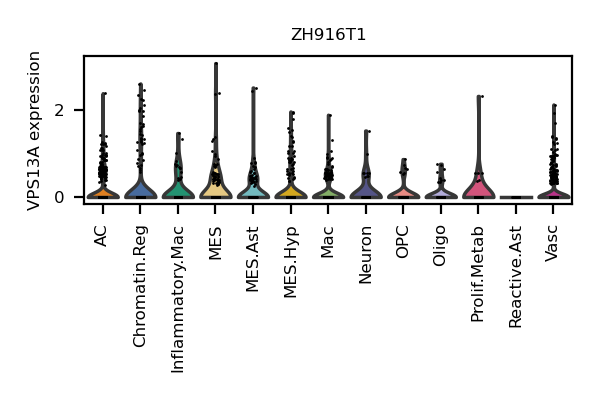 ZH916T1
VPS13A expression
2
0
AC
Chromatin.Reg
Inflammatory.Mac
MES
MES.Ast
MES.Hyp
Mac
Neuron
OPC
Oligo
Prolif.Metab
Reactive.Ast
Vasc